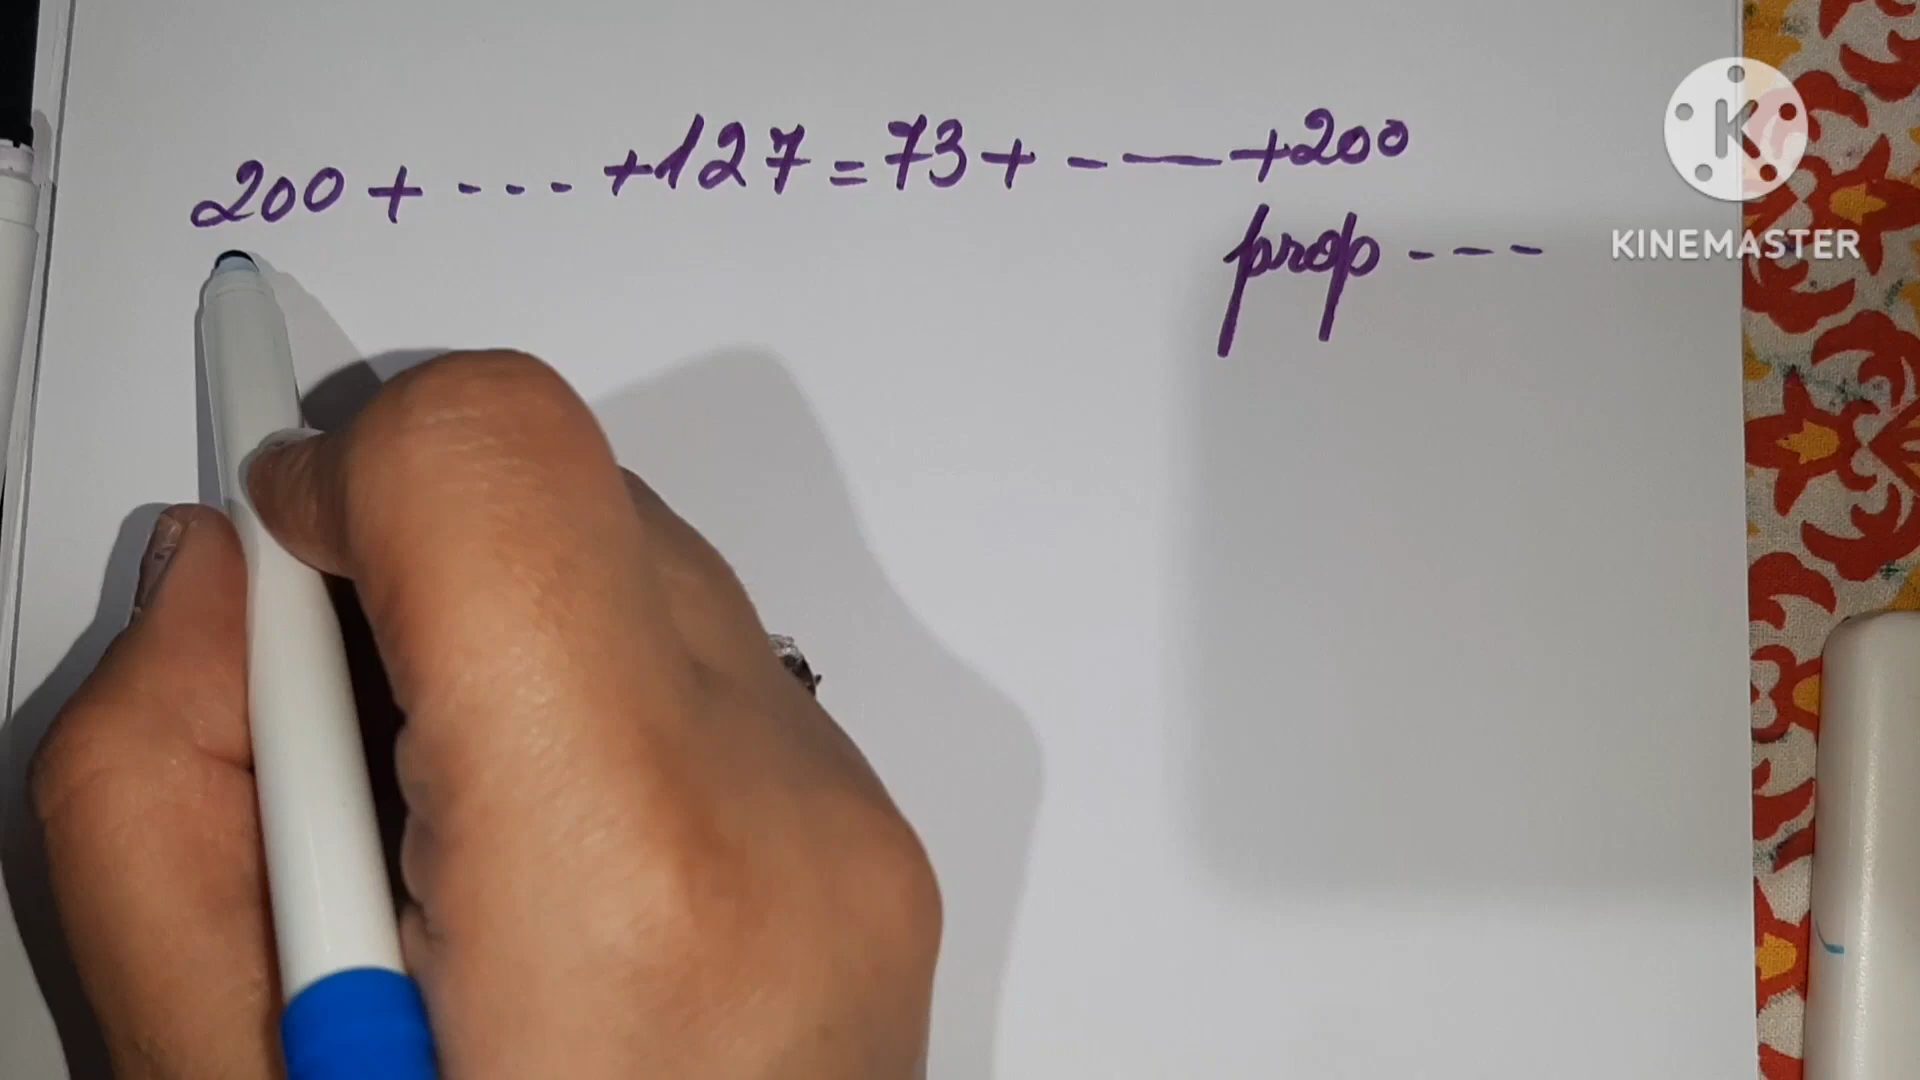 200 + --- +127 = 73 + -— +200
prop ---
K
KINEMASTER